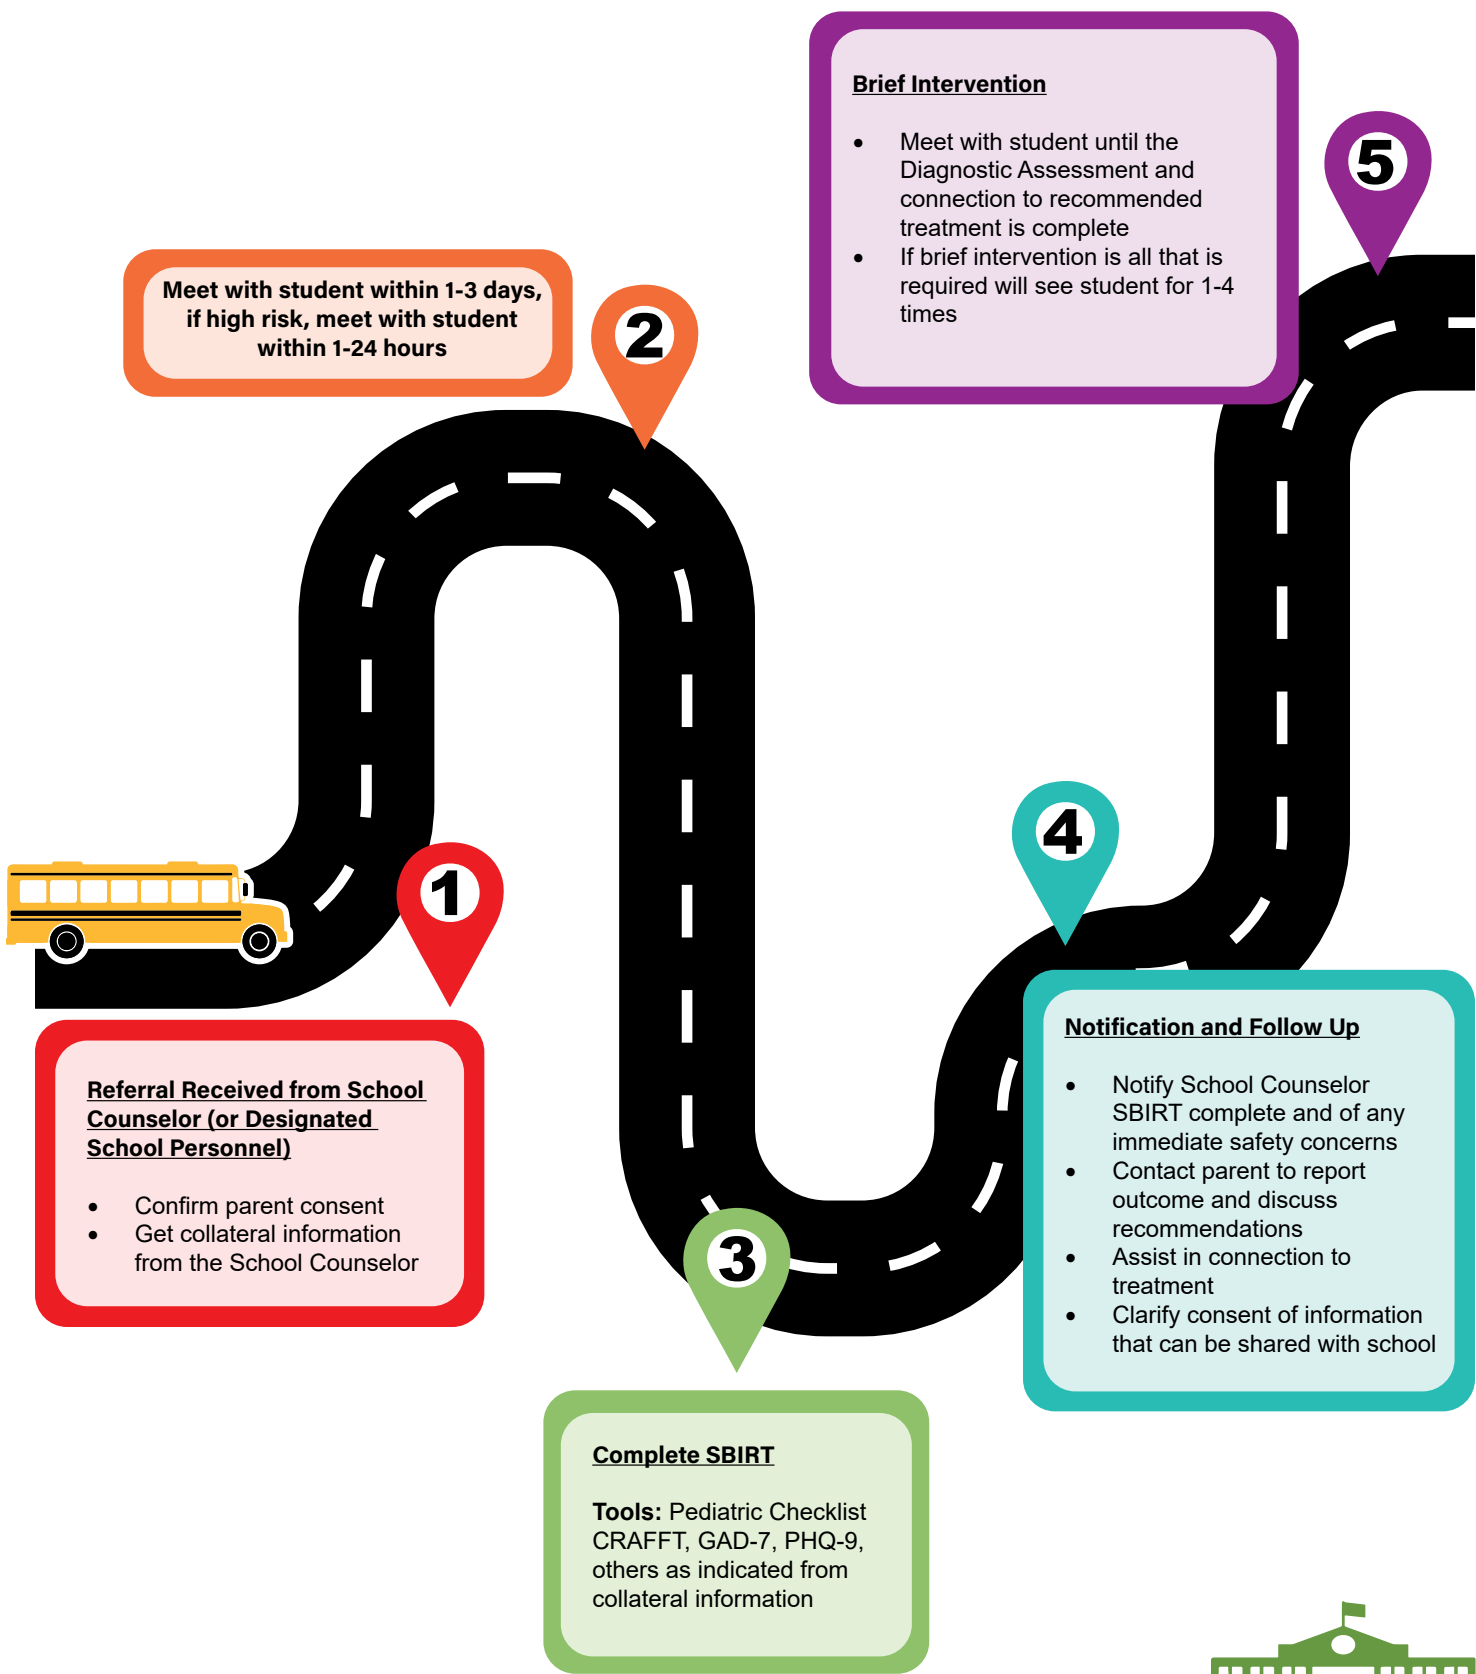 1
Referral Received from School
Counselor (or Designated
School Personnel)
• Confirm parent consent
• Get collateral information
from the School Counselor
2
Meet with student within 1-3 days,
if high risk, meet with student
within 1-24 hours
3
Complete SBIRT
Tools: Pediatric Checklist
CRAFFT, GAD-7, PHQ-9,
others as indicated from
collateral information
4
Notification and Follow Up
• Notify School Counselor
SBIRT complete and of any
immediate safety concerns
• Contact parent to report
outcome and discuss
recommendations
• Assist in connection to
treatment
• Clarify consent of information
that can be shared with school
5
Brief Intervention
• Meet with student until the
Diagnostic Assessment and
connection to recommended
treatment is complete
• If brief intervention is all that is
required will see student for 1-4
times